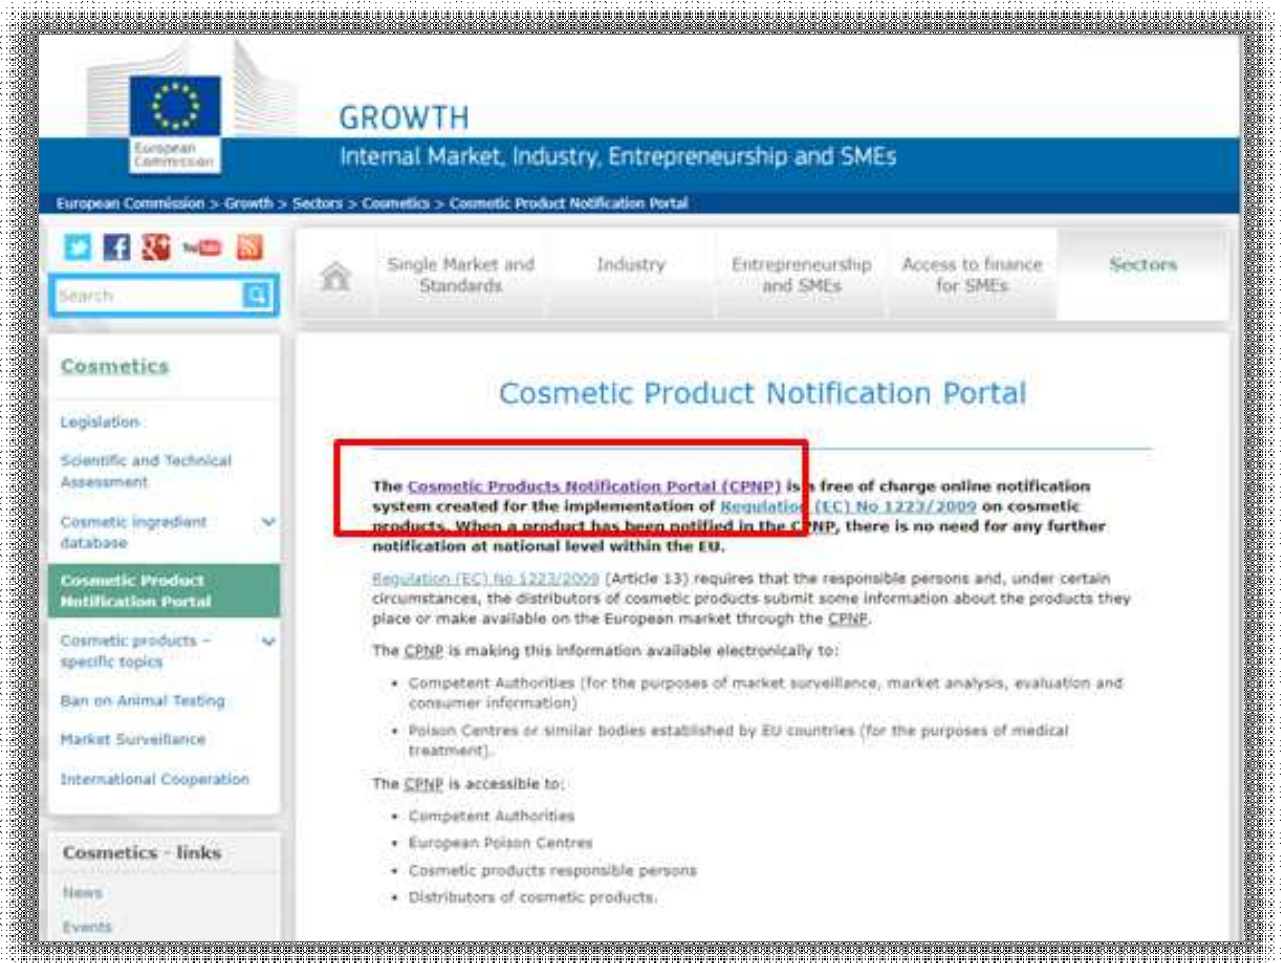 GROWTH
European
Commission
Internal Market, Industry, Entrepreneurship and SMEs
European Commission > Growth > Sectors > Cosmetics > Cosmetic Product Notification Portal
YouTube
Search
Single Market and
Standards
Industry
Entrepreneurship
and SMEs
Access to finance
for SMEs
Sectors
Cosmetics
Legislation
Scientific and Technical
Assessment
Cosmetic ingredient
database
Cosmetic Product
Notification Portal
Cosmetic products –
specific topics
Ban on Animal Testing
Market Surveillance
International Cooperation
Cosmetics - links
News
Events
Cosmetic Product Notification Portal
The Cosmetic Products Notification Portal (CPNP) is a free of charge online notification
system created for the implementation of Regulation (EC) No 1223/2009 on cosmetic
products. When a product has been notified in the CPNP, there is no need for any further
notification at national level within the EU.
Regulation (EC) No 1223/2009 (Article 13) requires that the responsible persons and, under certain
circumstances, the distributors of cosmetic products submit some information about the products they
place or make available on the European market through the CPNP.
The CPNP is making this information available electronically to:
• Competent Authorities (for the purposes of market surveillance, market analysis, evaluation and
consumer information)
• Poison Centres or similar bodies established by EU countries (for the purposes of medical
treatment).
The CPNP is accessible to:
• Competent Authorities
• European Poison Centres
• Cosmetic products responsible persons
• Distributors of cosmetic products.